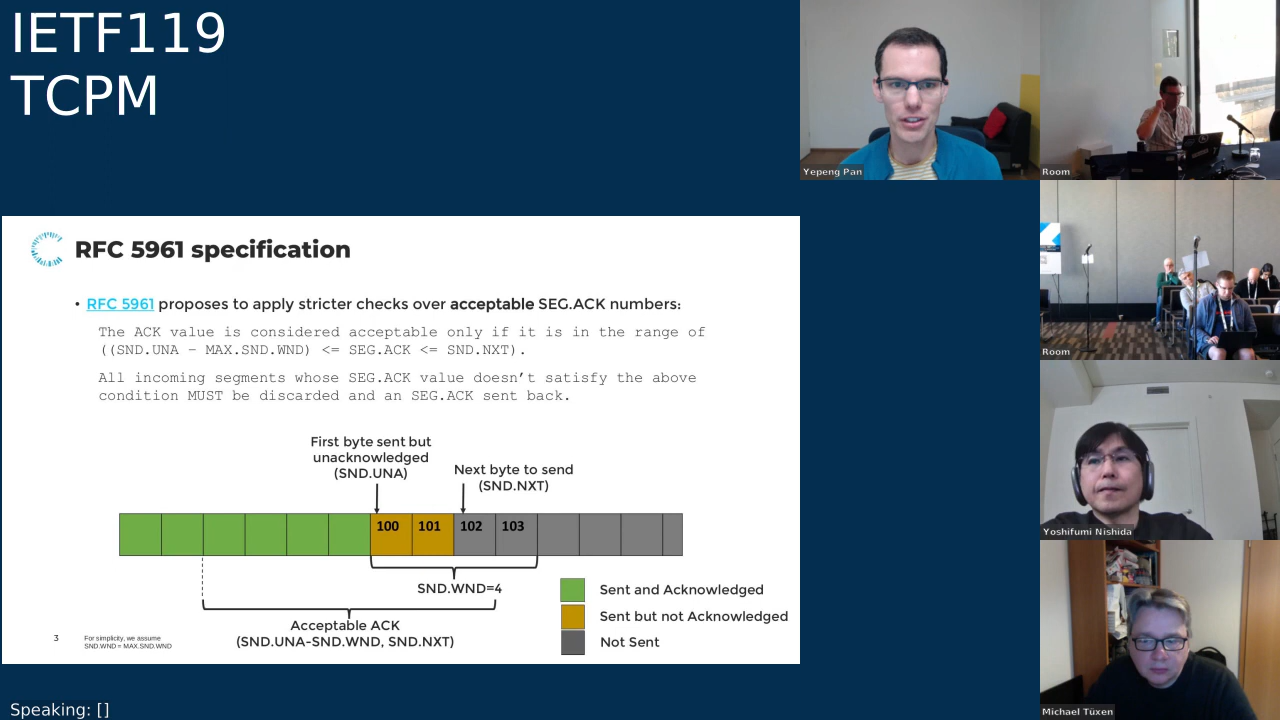 IETF119
TCPM
Yepeng Pan
Room
RFC 5961 specification
• RFC 5961 proposes to apply stricter checks over acceptable SEG.ACK numbers:
The ACK value is considered acceptable only if it is in the range of
((SND.UNA – MAX.SND.WND) <= SEG.ACK <= SND.NXT).
All incoming segments whose SEG.ACK value doen't satisfy the above
condition MUST be discarded and an SEG.ACK sent back.
First byte sent but
unacknowledged
(SND.UNA)
Next byte to send
(SND.NXT)
100 101 102 103
SND.WND=4
Acceptable ACK
(SND.UNA-SND.WND, SND.NXT)
Sent and Acknowledged
Sent but not Acknowledged
Not Sent
3
For simplicity, we assume
SND.WND = MAX.SND.WND
Room
Yoshifumi Nishida
Michael Tüxen
Speaking: []